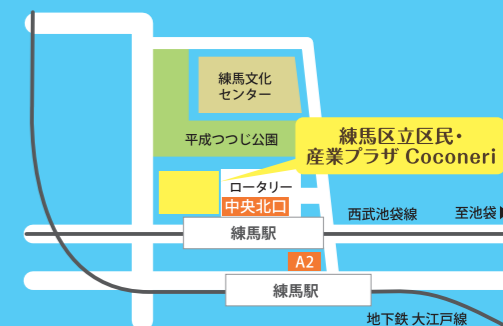 練馬文化
センター
平成つつじ公園
練馬区立区民・
産業プラザ Coconeri
ロータリー
中央北口
西武池袋線
至池袋
練馬駅
A2
練馬駅
地下鉄 大江戸線